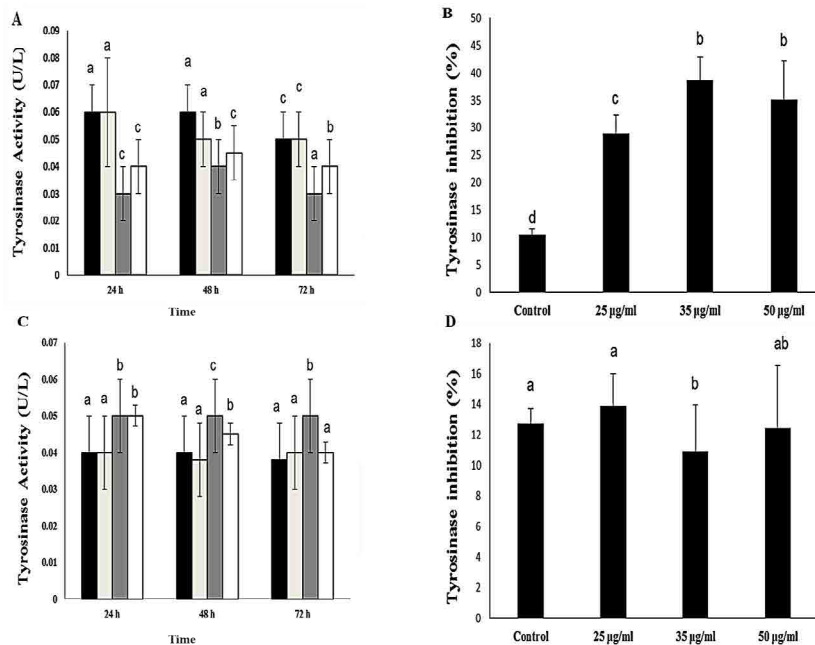 A
Tyrosinase Activity (U/L)
0.09
0.08
0.07
0.06
0.05
0.04
0.03
0.02
0.01
0
a a c c
a a b c
c c a b
24 h 48 h 72 h
Time
B
Tyrosinase inhibition (%)
50
45
40
35
30
25
20
15
10
5
0
d c b b
Control 25 µg/ml 35 µg/ml 50 µg/ml
C
Tyrosinase Activity (U/L)
0.07
0.06
0.05
0.04
0.03
0.02
0.01
0
a a b b
a a c b
a a b a
24 h 48 h 72 h
Time
D
Tyrosinase inhibition (%)
18
16
14
12
10
8
6
4
2
0
a a b ab
Control 25 µg/ml 35 µg/ml 50 µg/ml